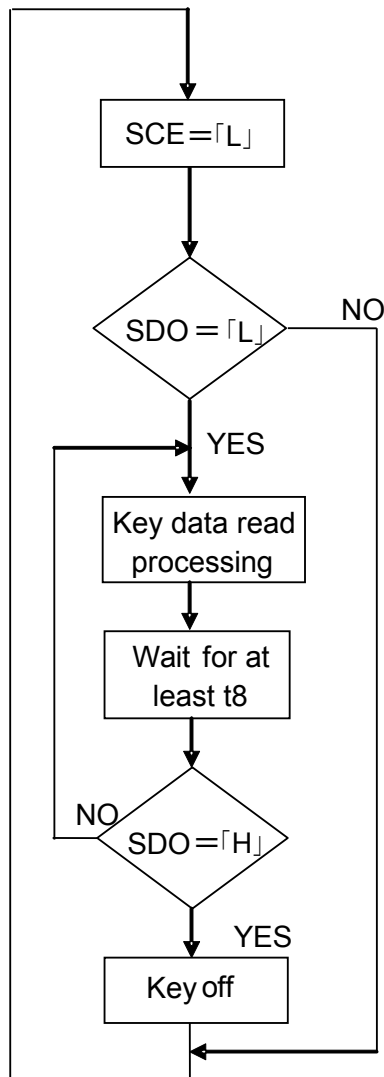 SCE=「L」
SDO=「L」
NO
YES
Key data read
processing
Wait for at
least t8
NO
SDO=「H」
YES
Key off